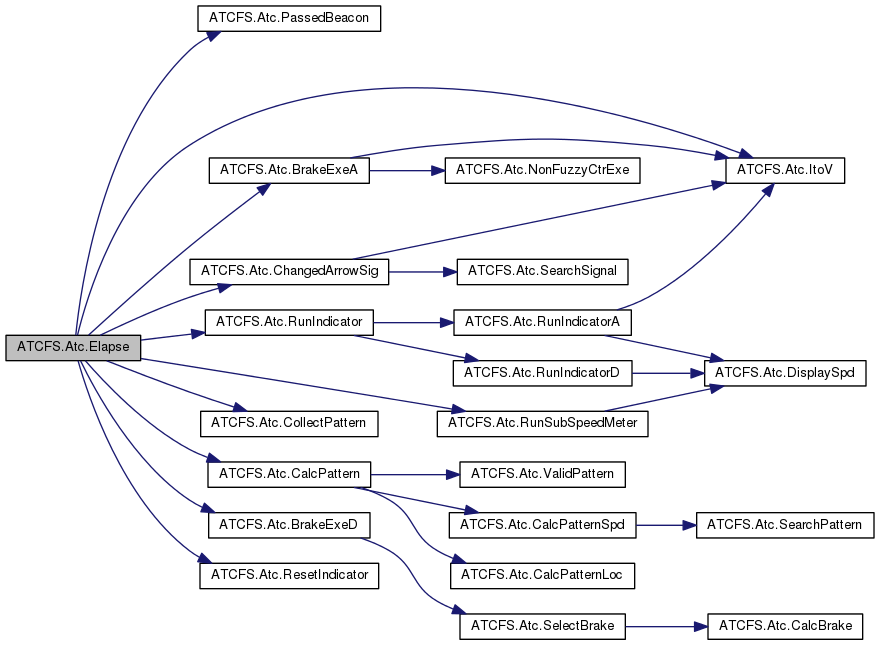 ATCFS.Atc.PassedBeacon
ATCFS.Atc.BrakeExeA
ATCFS.Atc.NonFuzzyCtrExe
ATCFS.Atc.ItoV
ATCFS.Atc.ChangedArrowSig
ATCFS.Atc.SearchSignal
ATCFS.Atc.RunIndicator
ATCFS.Atc.RunIndicatorA
ATCFS.Atc.Elapse
ATCFS.Atc.RunIndicatorD
ATCFS.Atc.DisplaySpd
ATCFS.Atc.CollectPattern
ATCFS.Atc.RunSubSpeedMeter
ATCFS.Atc.CalcPattern
ATCFS.Atc.ValidPattern
ATCFS.Atc.BrakeExeD
ATCFS.Atc.CalcPatternSpd
ATCFS.Atc.SearchPattern
ATCFS.Atc.ResetIndicator
ATCFS.Atc.CalcPatternLoc
ATCFS.Atc.SelectBrake
ATCFS.Atc.CalcBrake